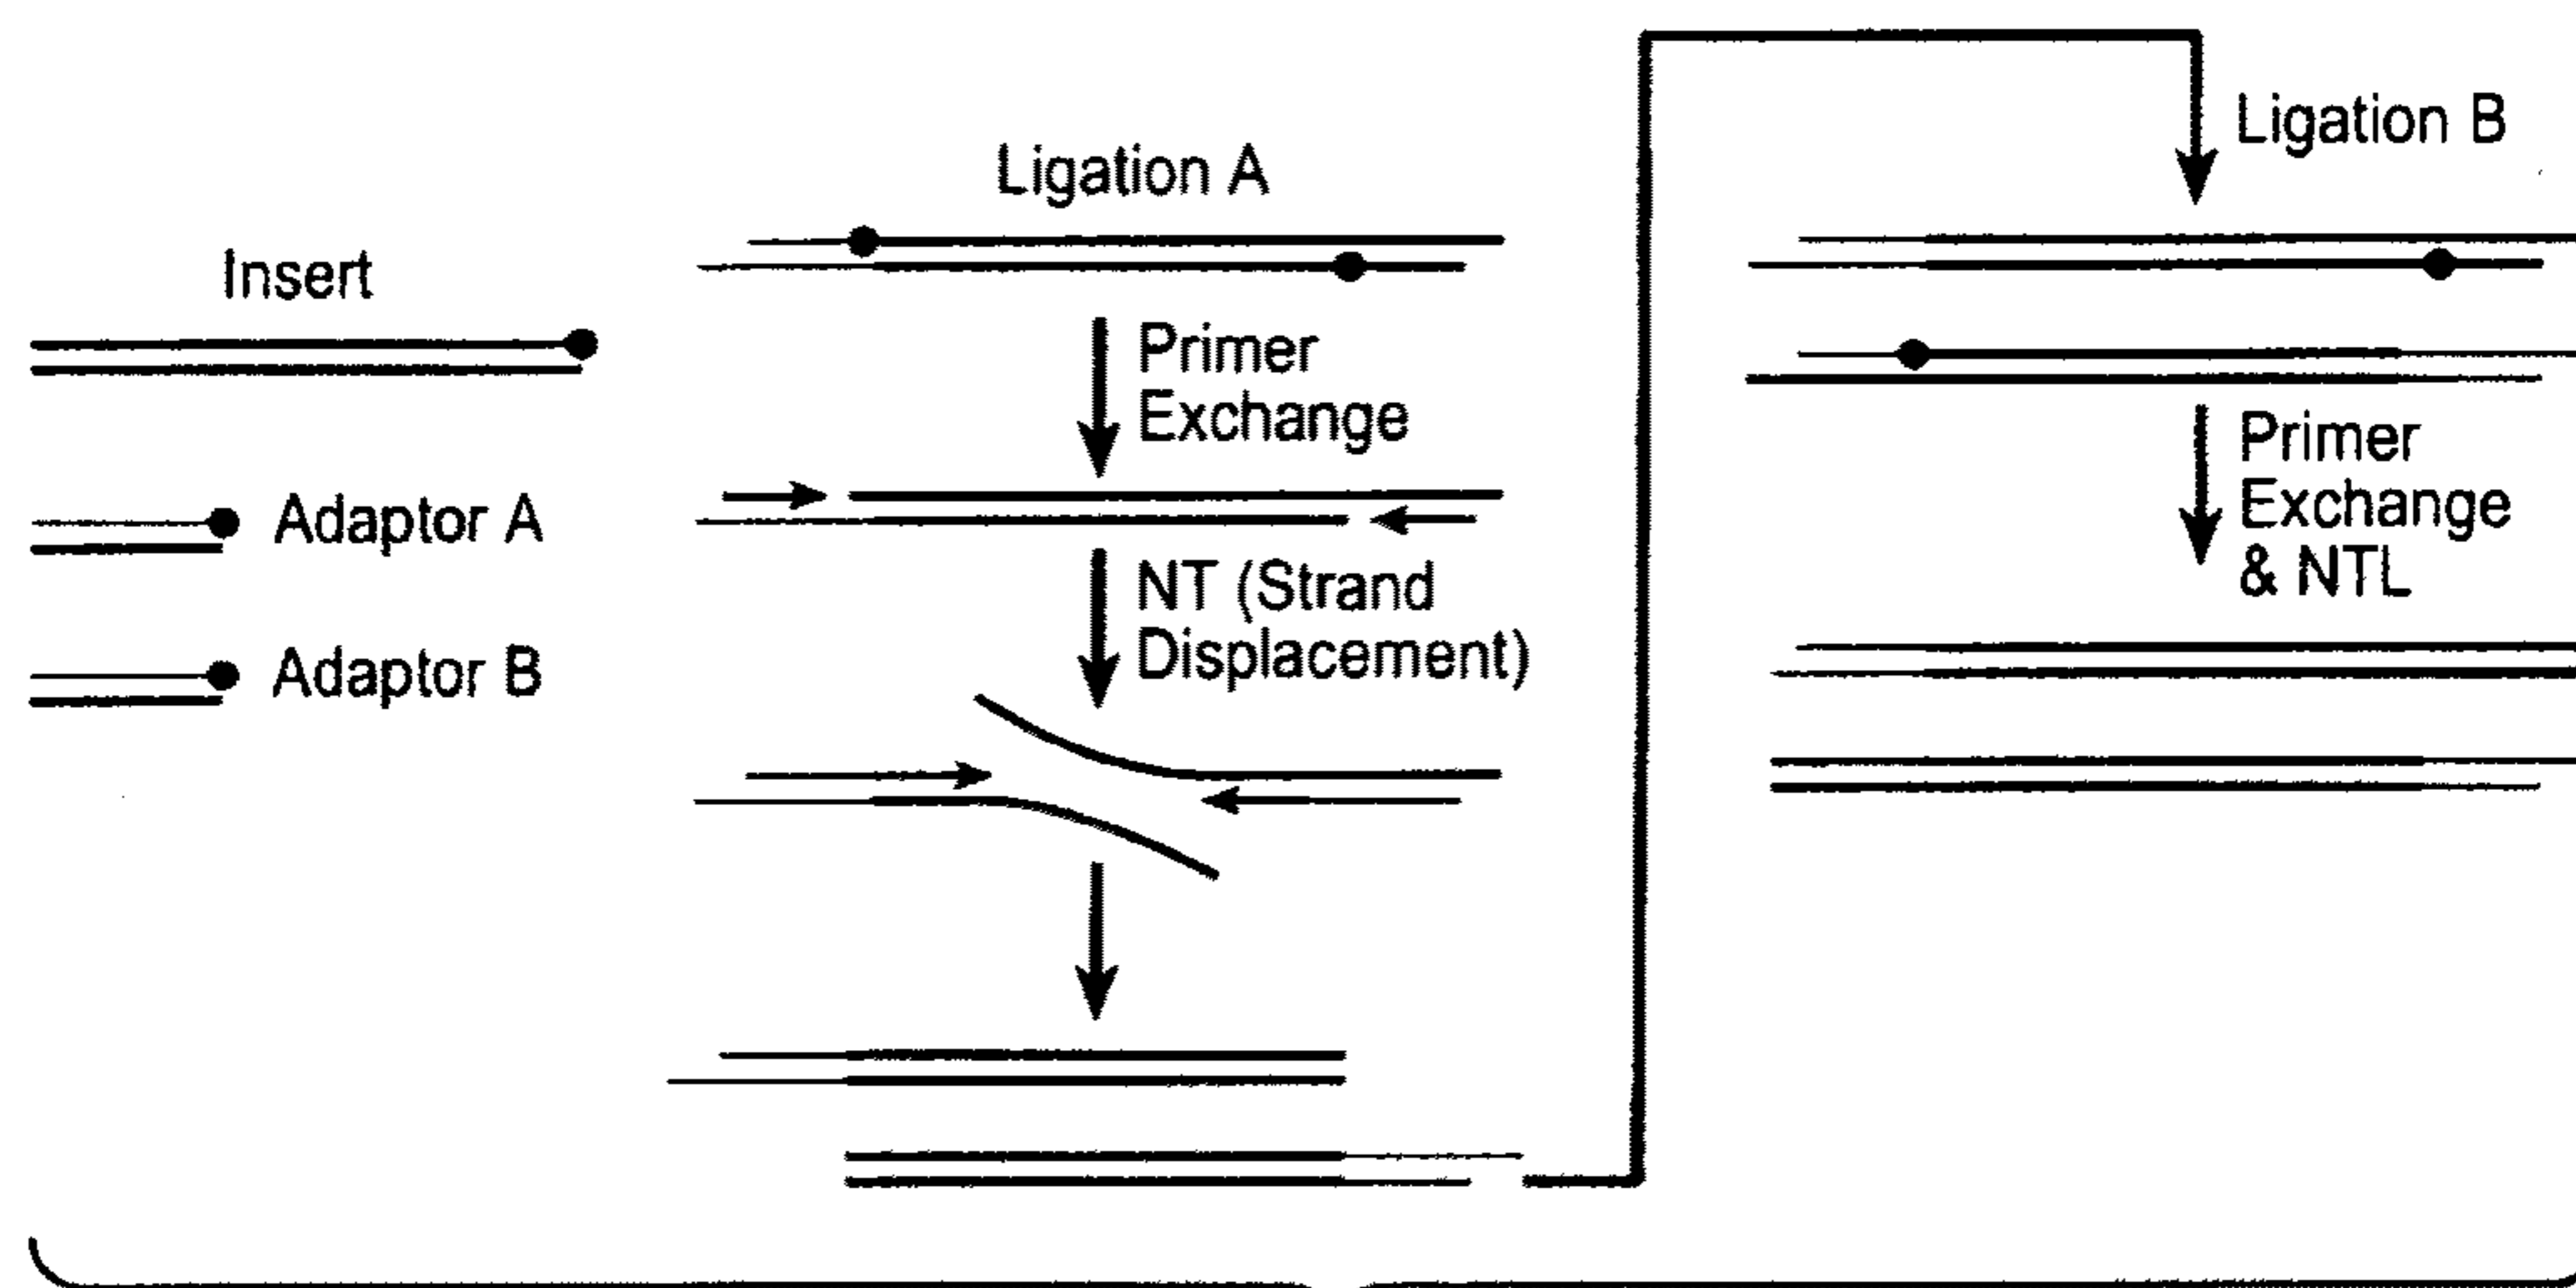 Insert
Adaptor A
Adaptor B
Ligation A
Primer
Exchange
NT (Strand
Displacement)
Ligation B
Primer
Exchange
& NTL